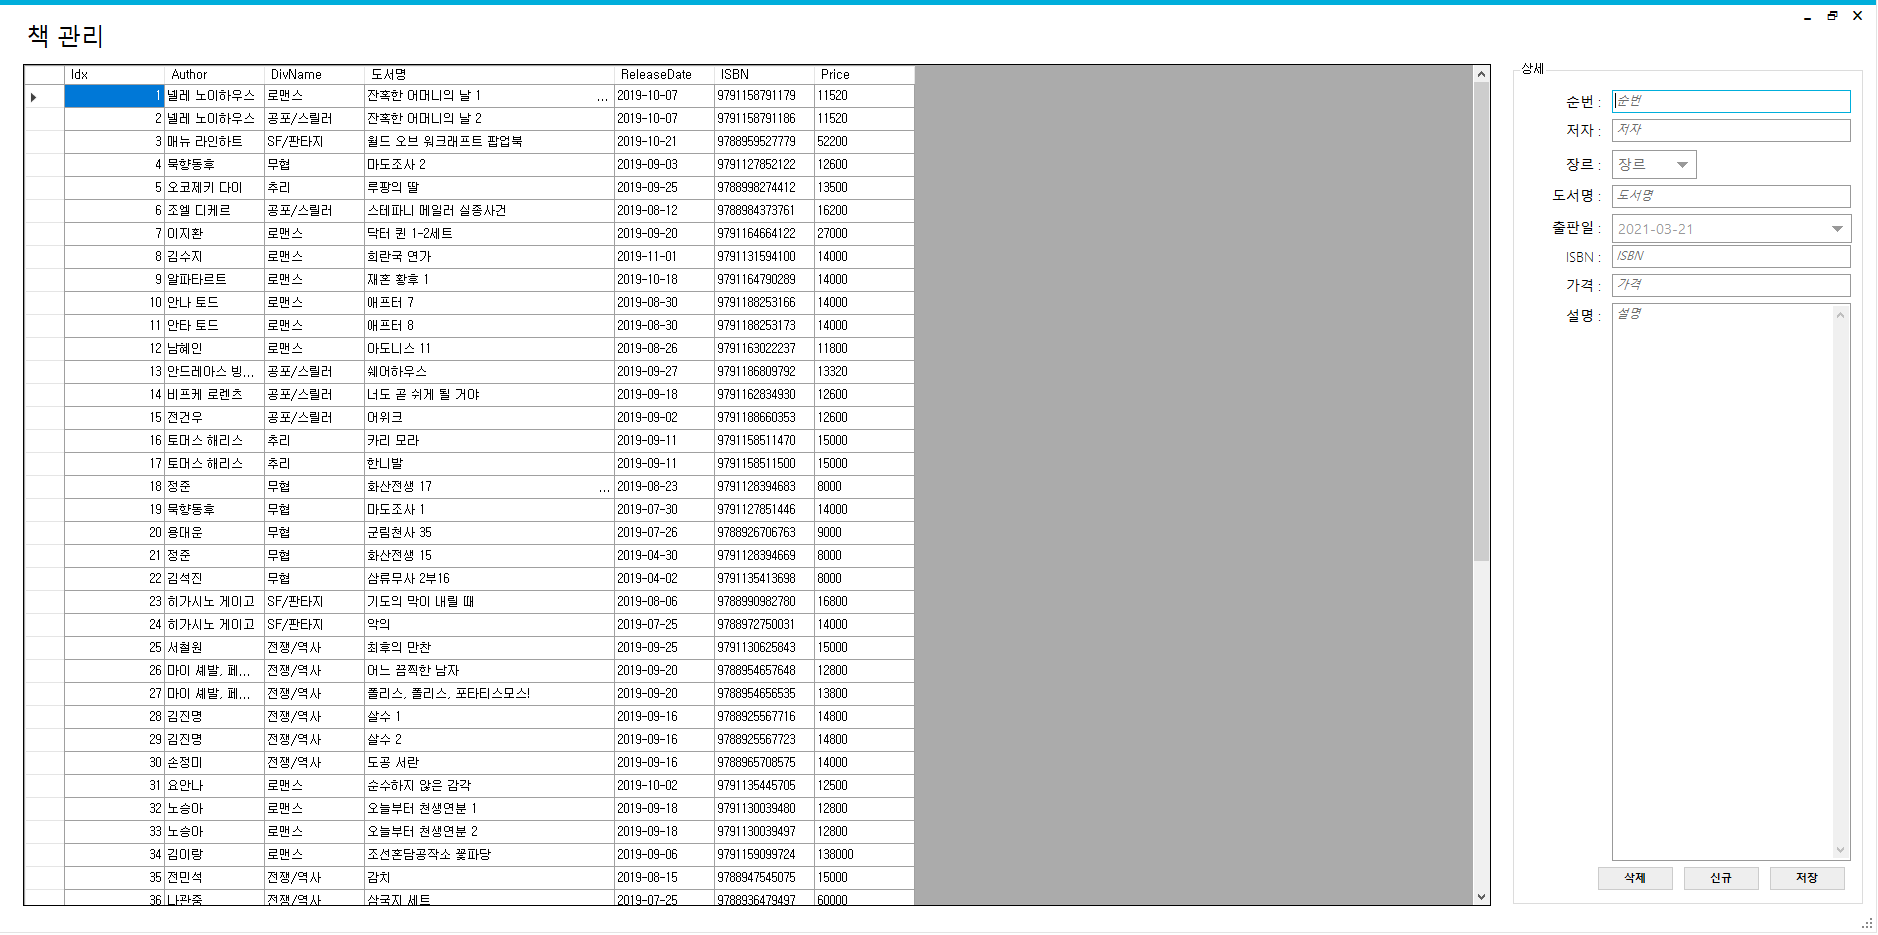 책 관리
Idx Author DivName 도서명 ReleaseDate ISBN Price
1 넬레 노이하우스 로맨스 잔혹한 어머니의 날 1 ... 2019-10-07 9791158791179 11520
2 넬레 노이하우스 공포/스릴러 잔혹한 어머니의 날 2 2019-10-07 9791158791186 11520
3 매뉴 라인하트 SF/판타지 월드 오브 워크래프트 팝업북 2019-10-21 9788959527779 52200
4 묵향동후 무협 마도조사 2 2019-09-03 9791127852122 12600
5 오코제키 다이 추리 루팡의 딸 2019-09-25 9788998274412 13500
6 조엘 디케르 공포/스릴러 스테파니 메일러 실종사건 2019-08-12 9788984373761 16200
7 이지환 로맨스 닥터 퀸 1-2세트 2019-09-20 9791164664122 27000
8 김수지 로맨스 희란국 연가 2019-11-01 9791131594100 14000
9 알파타르트 로맨스 재혼 황후 1 2019-10-18 9791164790289 14000
10 안나 토드 로맨스 애프터 7 2019-08-30 9791188253166 14000
11 안타 토드 로맨스 애프터 8 2019-08-30 9791188253173 14000
12 남혜인 로맨스 아도니스 11 2019-08-26 9791163022237 11800
13 안드레아스 빙... 공포/스릴러 쉐어하우스 2019-09-27 9791186809792 13320
14 비프케 로렌츠 공포/스릴러 너도 곧 쉬게 될 거야 2019-09-18 9791162834930 12600
15 전건우 공포/스릴러 어위크 2019-09-02 9791188660353 12600
16 토머스 해리스 추리 카리 모라 2019-09-11 9791158511470 15000
17 토머스 해리스 추리 한니발 2019-09-11 9791158511500 15000
18 정준 무협 화산전생 17 ... 2019-08-23 9791128394683 8000
19 묵향동후 무협 마도조사 1 2019-07-30 9791127851446 14000
20 용대운 무협 군림천사 35 2019-07-26 9788926706763 9000
21 정준 무협 화산전생 15 2019-04-30 9791128394669 8000
22 김석진 무협 삼류무사 2부16 2019-04-02 9791135413698 8000
23 히가시노 게이고 SF/판타지 기도의 막이 내릴 때 2019-08-06 9788990982780 16800
24 히가시노 게이고 SF/판타지 악의 2019-07-25 9788972750031 14000
25 서철원 전쟁/역사 최후의 만찬 2019-09-25 9791130625843 15000
26 마이 셰발, 페... 전쟁/역사 어느 끔찍한 남자 2019-09-20 9788954657648 12800
27 마이 셰발, 페... 전쟁/역사 폴리스, 폴리스, 포타티스모스! 2019-09-20 9788954656535 13800
28 김진명 전쟁/역사 살수 1 2019-09-16 9788925567716 14800
29 김진명 전쟁/역사 살수 2 2019-09-16 9788925567723 14800
30 손정미 전쟁/역사 도공 서란 2019-09-16 9788965708575 14000
31 요안나 로맨스 순수하지 않은 감각 2019-10-02 9791135445705 12500
32 노승아 로맨스 오늘부터 천생연분 1 2019-09-18 9791130039480 12800
33 노승아 로맨스 오늘부터 천생연분 2 2019-09-18 9791130039497 12800
34 김이랑 로맨스 조선혼담공작소 꽃파당 2019-09-06 9791159099724 138000
35 전민석 전쟁/역사 감치 2019-08-15 9788947545075 15000
36 나관중 전쟁/역사 삼국지 세트 2019-07-25 9788936479497 60000
상세
순번 : 순번
저자 : 저자
장르 : 장르
도서명 : 도서명
출판일 : 2021-03-21
ISBN : ISBN
가격 : 가격
설명 : 설명
삭제 신규 저장